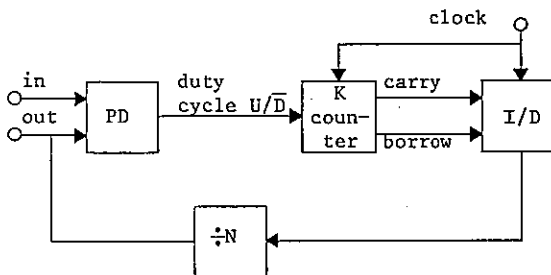 clock
in
out
PD
duty
cycle U/D̅
K
coun-
ter
carry
borrow
I/D
÷N